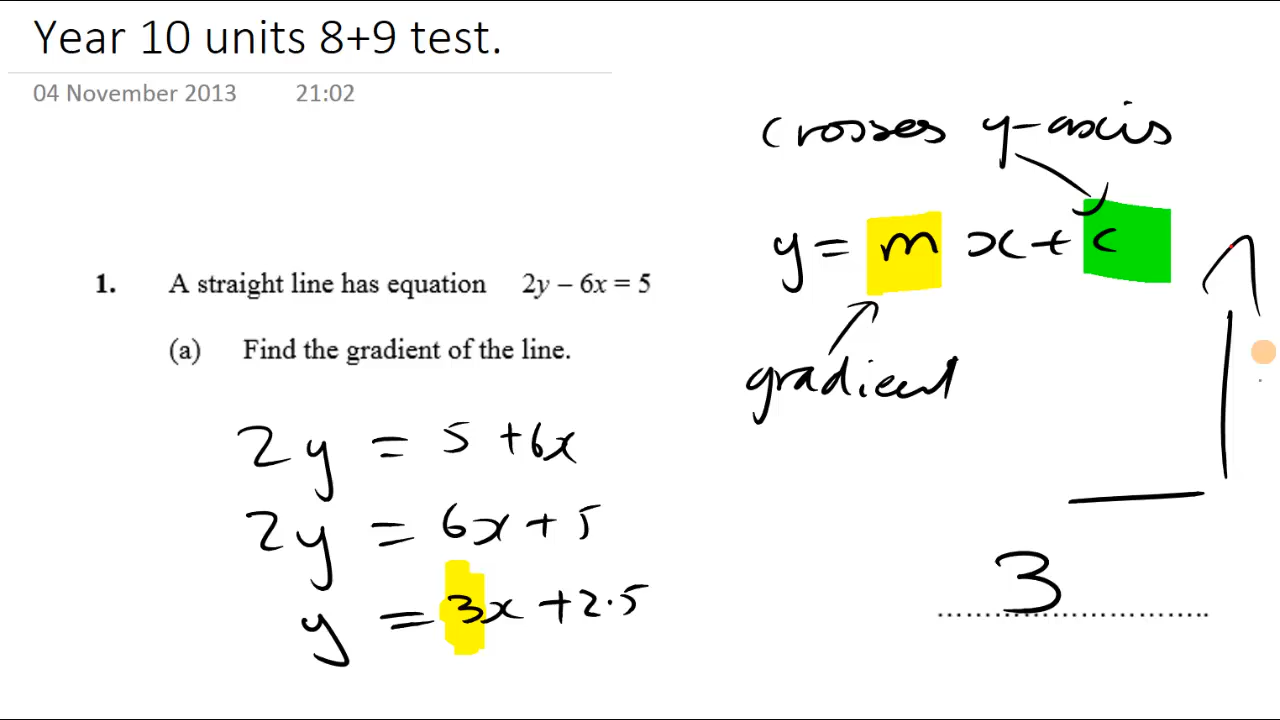 Year 10 units 8+9 test.
04 November 2013 21:02
crosses y-axis
y = m x + c
gradient
1. A straight line has equation 2y – 6x = 5
(a) Find the gradient of the line.
2y = 5 + 6x
2y = 6x + 5
y = 3x + 2·5
3